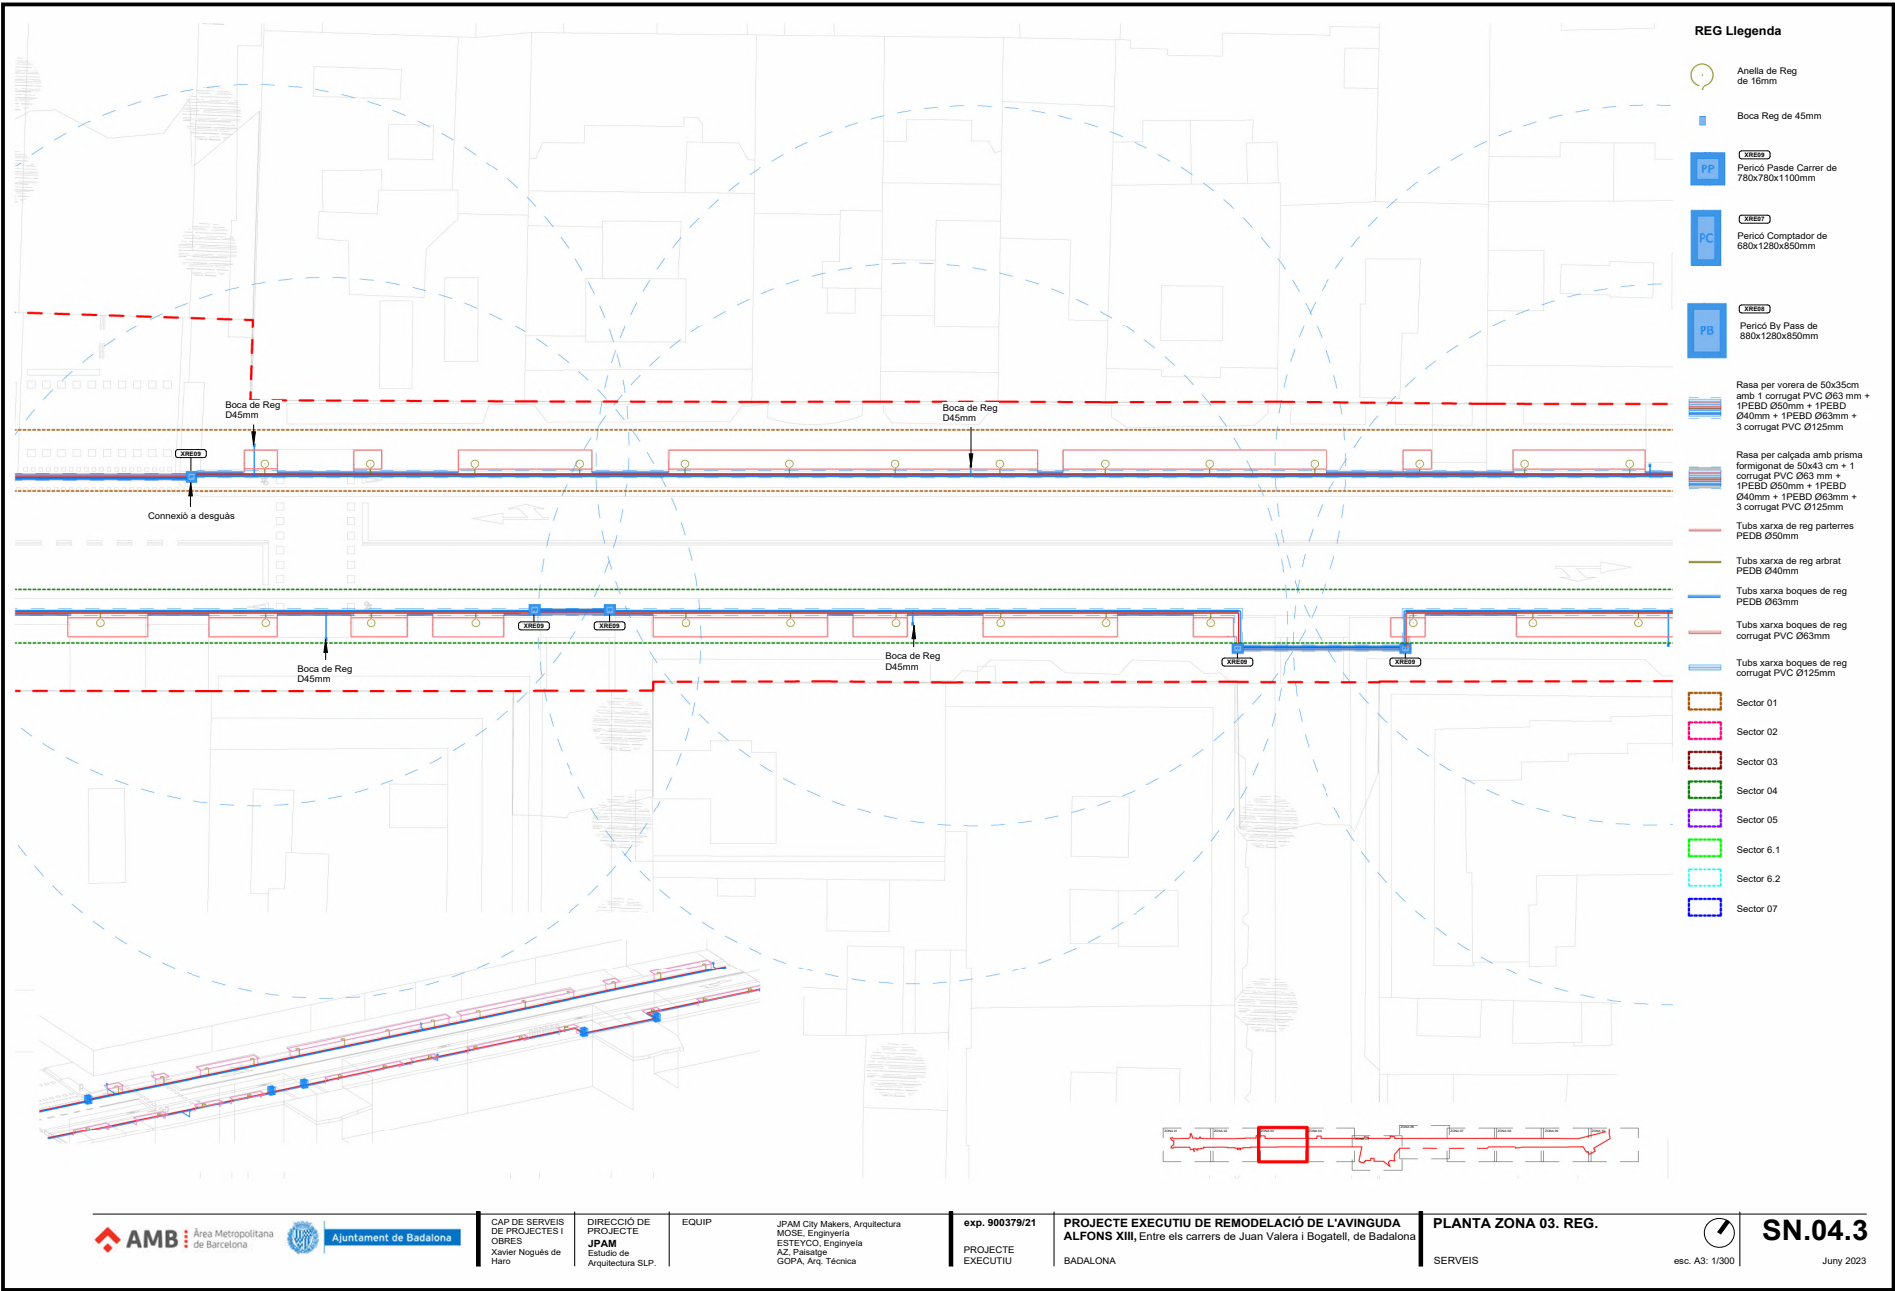 REG Llegenda
Anella de Reg
de 16mm
Boca Reg de 45mm
XRE09
PP
Pericó Pasde Carrer de
780x780x1100mm
XRE07
PC
Pericó Comptador de
680x1280x850mm
XRE08
PB
Pericó By Pass de
880x1280x850mm
Rasa per vorera de 50x35cm
amb 1 corrugat PVC Ø63 mm +
1PEBD Ø50mm + 1PEBD
Ø40mm + 1PEBD Ø63mm +
3 corrugat PVC Ø125mm
Rasa per calçada amb prisma
formigonat de 50x43 cm + 1
corrugat PVC Ø63 mm +
1PEBD Ø50mm + 1PEBD
Ø40mm + 1PEBD Ø63mm +
3 corrugat PVC Ø125mm
Tubs xarxa de reg parterres
PEDB Ø50mm
Tubs xarxa de reg arbrat
PEDB Ø40mm
Tubs xarxa boques de reg
PEDB Ø63mm
Tubs xarxa boques de reg
corrugat PVC Ø63mm
Tubs xarxa boques de reg
corrugat PVC Ø125mm
Sector 01
Sector 02
Sector 03
Sector 04
Sector 05
Sector 6.1
Sector 6.2
Sector 07
Boca de Reg
D45mm
Boca de Reg
D45mm
XRE09
Connexiò a desguàs
XRE09
XRE09
Boca de Reg
D45mm
Boca de Reg
D45mm
XRE09
XRE09
AMB
Àrea Metropolitana
de Barcelona
Ajuntament de Badalona
CAP DE SERVEIS
DE PROJECTES I
OBRES
Xavier Nogués de
Haro
DIRECCIÓ DE
PROJECTE
JPAM
Estudio de
Arquitectura SLP.
EQUIP
JPAM City Makers, Arquitectura
MOSE, Enginyeria
ESTEYCO, Enginyeía
AZ, Paisatge
GOPA, Arq. Técnica
exp. 900379/21
PROJECTE
EXECUTIU
PROJECTE EXECUTIU DE REMODELACIÓ DE L'AVINGUDA
ALFONS XIII, Entre els carrers de Juan Valera i Bogatell, de Badalona
BADALONA
PLANTA ZONA 03. REG.
SERVEIS
esc. A3: 1/300
SN.04.3
Juny 2023